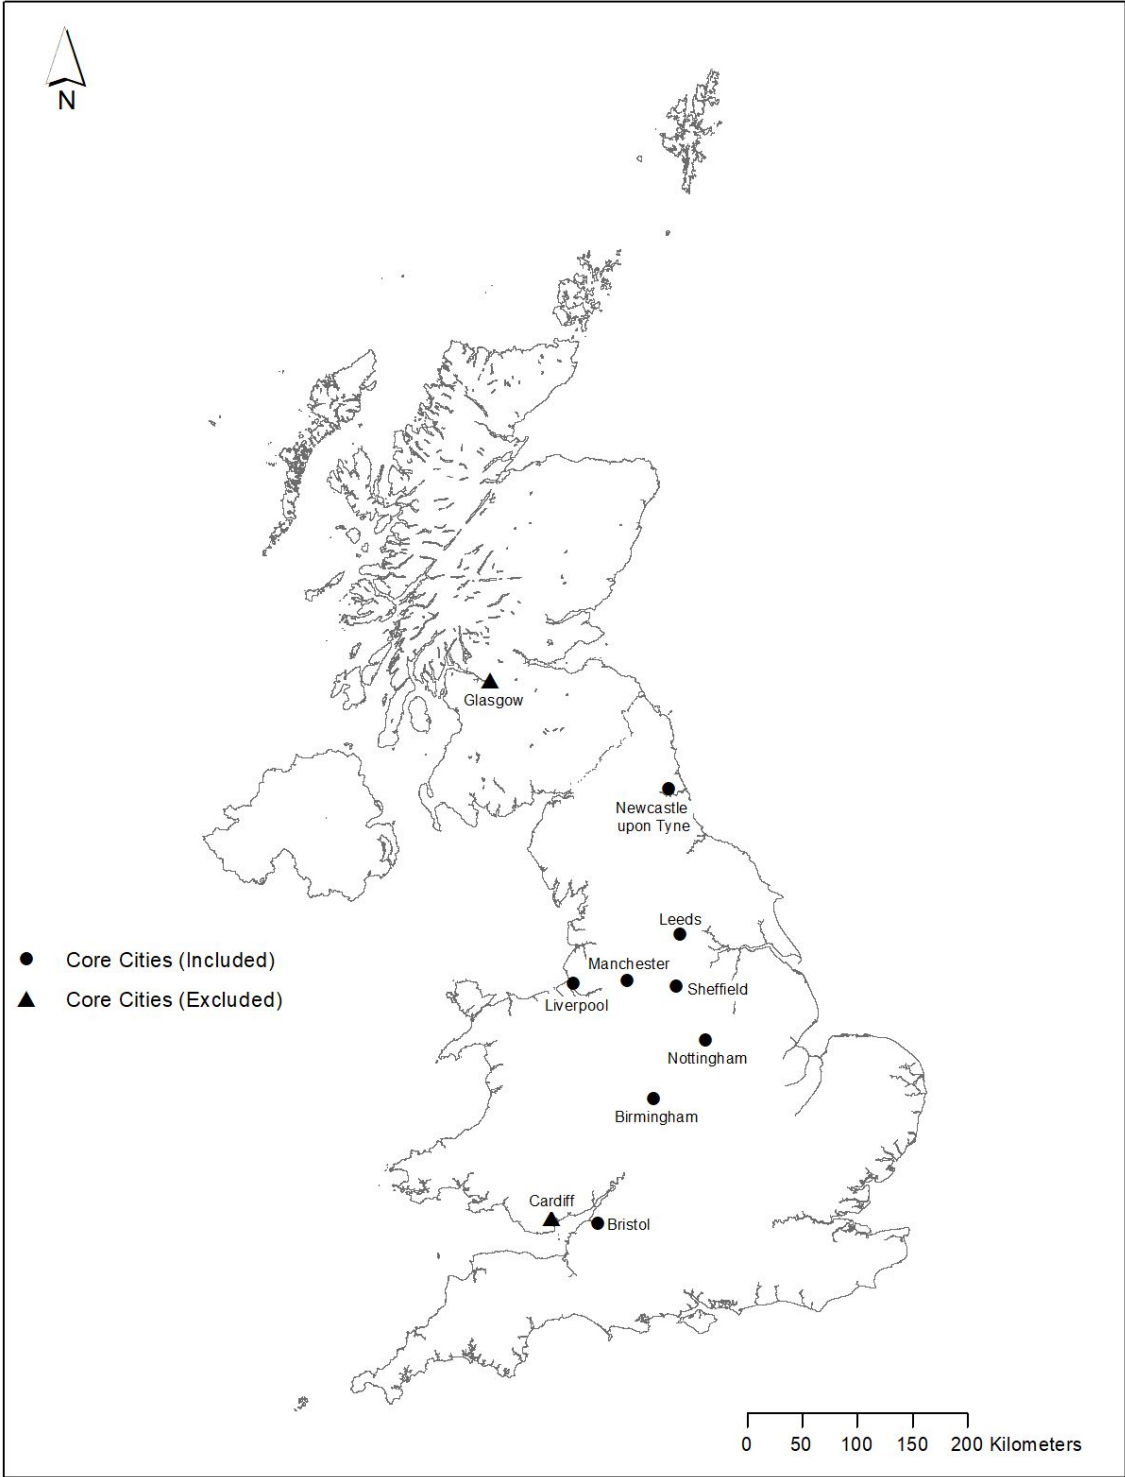 N
Glasgow
Newcastle
upon Tyne
Leeds
Core Cities (Included)
Manchester
Sheffield
Core Cities (Excluded)
Liverpool
Nottingham
Birmingham
Cardiff
Bristol
0 50 100 150 200 Kilometers